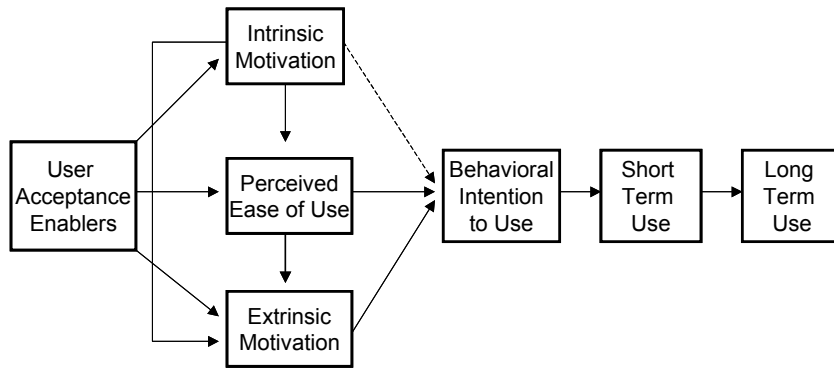 Intrinsic
Motivation
User
Acceptance
Enablers
Perceived
Ease of Use
Extrinsic
Motivation
Behavioral
Intention
to Use
Short
Term
Use
Long
Term
Use